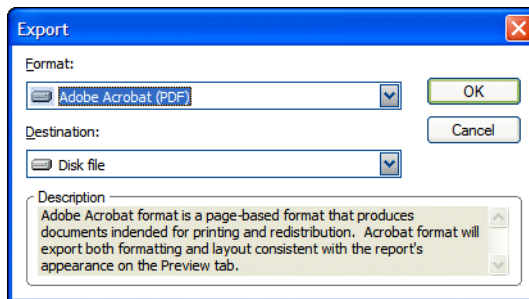 Export
Format:
Adobe Acrobat (PDF)
OK
Destination:
Cancel
Disk file
Description
Adobe Acrobat format is a page-based format that produces
documents indended for printing and redistribution. Acrobat format will
export both formatting and layout consistent with the report's
appearance on the Preview tab.